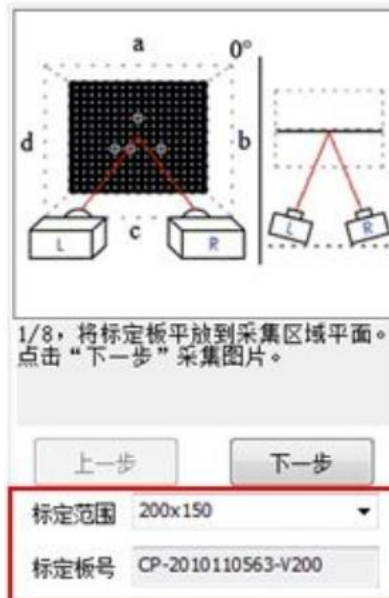 a
0°
d
b
c
L
R
L
R
1/8，将标定板平放到采集区域平面。
点击“下一步”采集图片。
上一步
下一步
标定范围 200x150
标定板号 CP-2010110563-V200